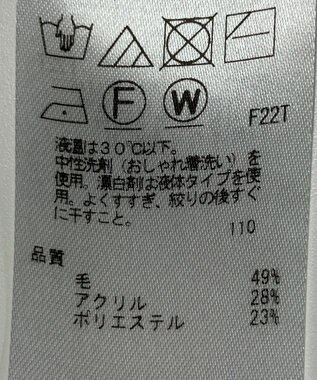 F W F22T
液温は30℃以下。
中性洗剤（おしゃれ着洗い）を
使用。漂白剤は液体タイプを使
用。よくすすぎ、絞りの後すぐ
に干すこと。
110
品質
毛 49%
アクリル 28%
ポリエステル 23%